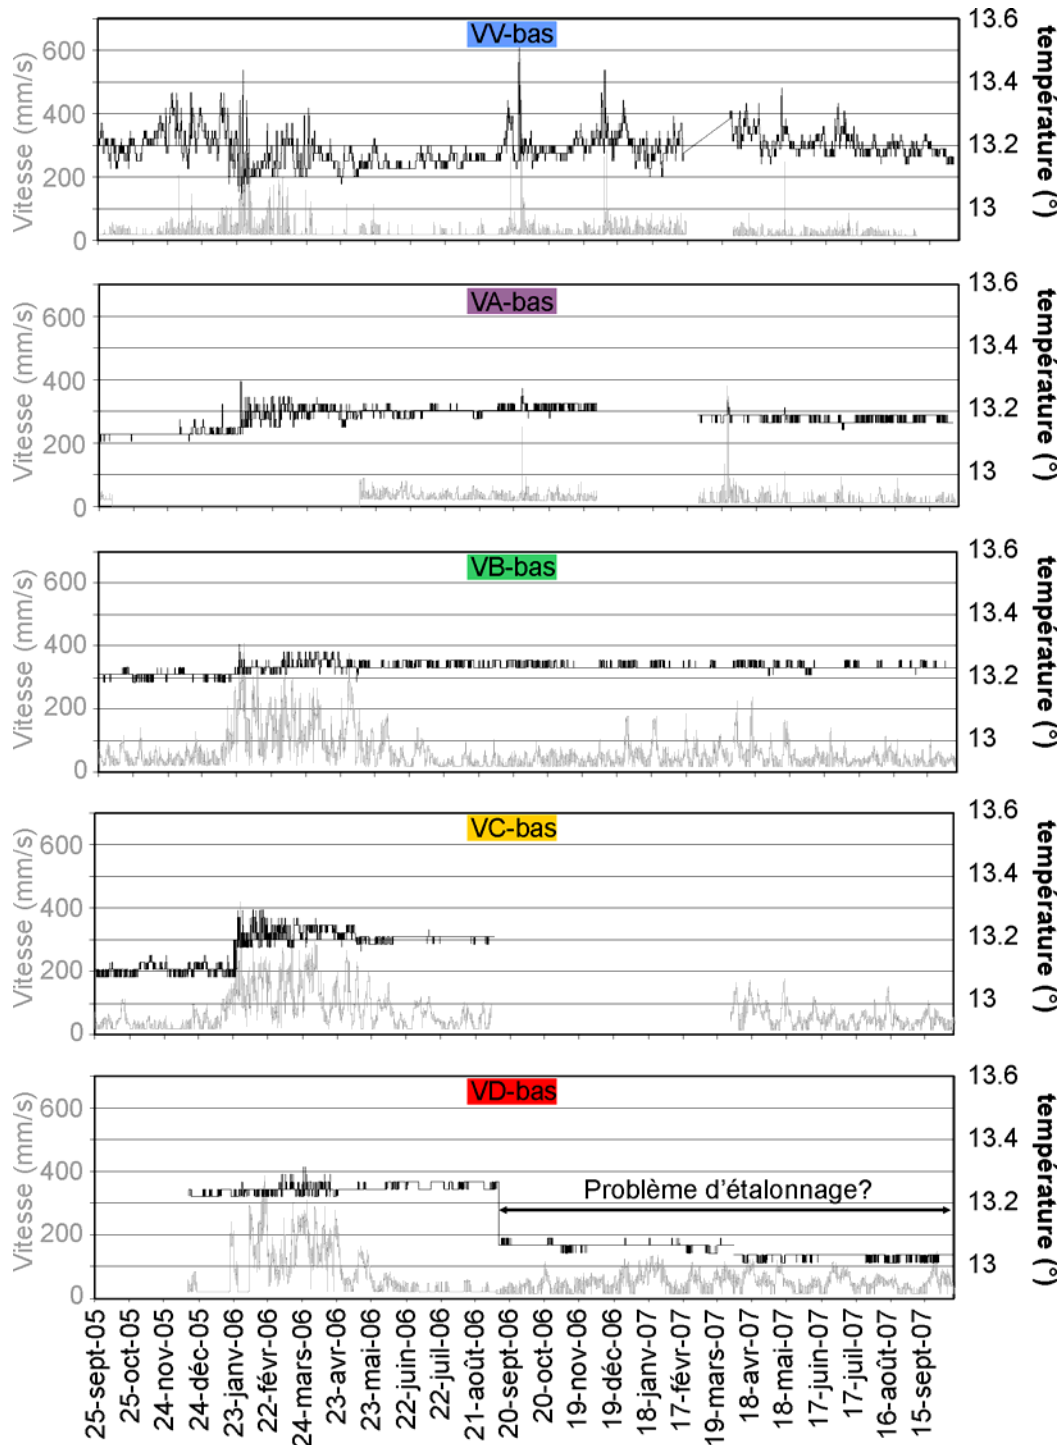 VV-bas
13.6
600
13.4
400
13.2
200
13
0
Vitesse (mm/s)
température (°)
VA-bas
13.6
600
13.4
400
13.2
200
13
0
Vitesse (mm/s)
température (°)
VB-bas
13.6
600
13.4
400
13.2
200
13
0
Vitesse (mm/s)
température (°)
VC-bas
13.6
600
13.4
400
13.2
200
13
0
Vitesse (mm/s)
température (°)
VD-bas
13.6
600
13.4
400
Problème d'étalonnage?
13.2
200
13
0
Vitesse (mm/s)
température (°)
25-sept-05
25-oct-05
24-nov-05
24-déc-05
23-janv-06
22-févr-06
24-mars-06
23-avr-06
23-mai-06
22-juin-06
22-juil-06
21-août-06
20-sept-06
20-oct-06
19-nov-06
19-déc-06
18-janv-07
17-févr-07
19-mars-07
18-avr-07
18-mai-07
17-juin-07
17-juil-07
16-août-07
15-sept-07